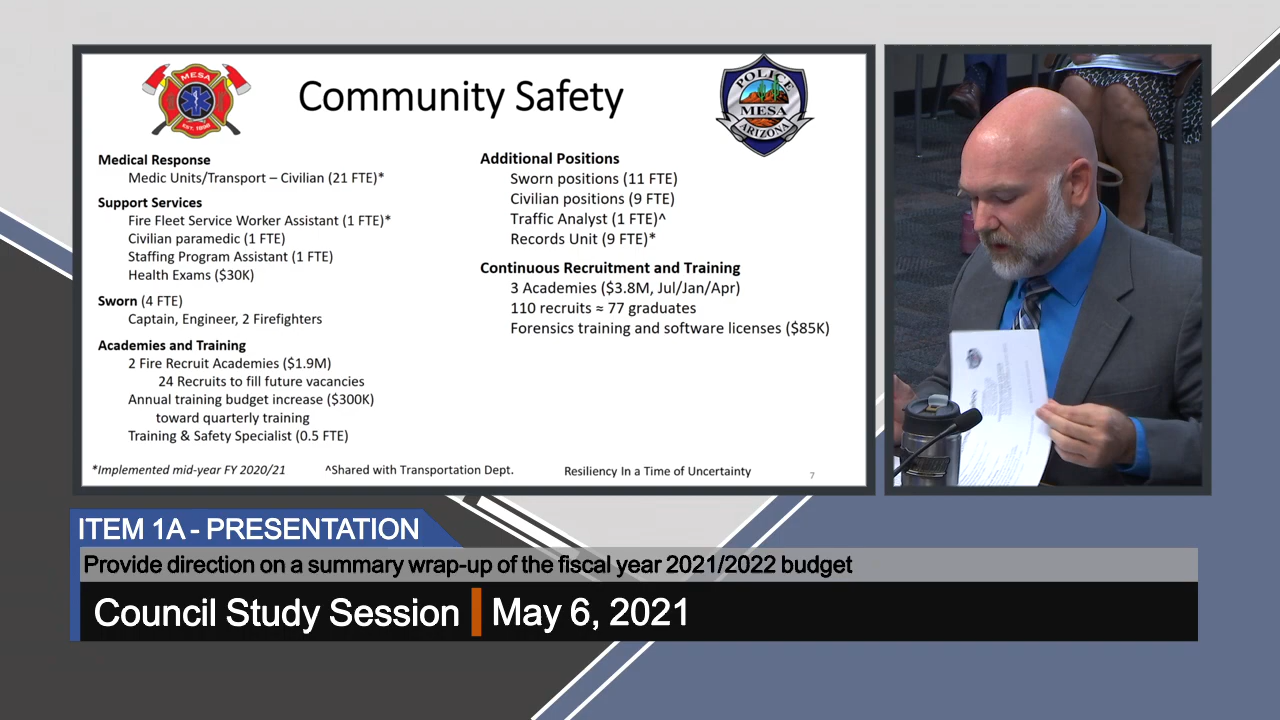 MESA
EST. 1898
Community Safety
POLICE
MESA
ARIZONA
Medical Response
Medic Units/Transport – Civilian (21 FTE)*
Support Services
Fire Fleet Service Worker Assistant (1 FTE)*
Civilian paramedic (1 FTE)
Staffing Program Assistant (1 FTE)
Health Exams ($30K)
Sworn (4 FTE)
Captain, Engineer, 2 Firefighters
Academies and Training
2 Fire Recruit Academies ($1.9M)
24 Recruits to fill future vacancies
Annual training budget increase ($300K)
toward quarterly training
Training & Safety Specialist (0.5 FTE)
Additional Positions
Sworn positions (11 FTE)
Civilian positions (9 FTE)
Traffic Analyst (1 FTE)^
Records Unit (9 FTE)*
Continuous Recruitment and Training
3 Academies ($3.8M, Jul/Jan/Apr)
110 recruits ≈ 77 graduates
Forensics training and software licenses ($85K)
*Implemented mid-year FY 2020/21 ^Shared with Transportation Dept. Resiliency In a Time of Uncertainty 7
ITEM 1A - PRESENTATION
Provide direction on a summary wrap-up of the fiscal year 2021/2022 budget
Council Study Session May 6, 2021